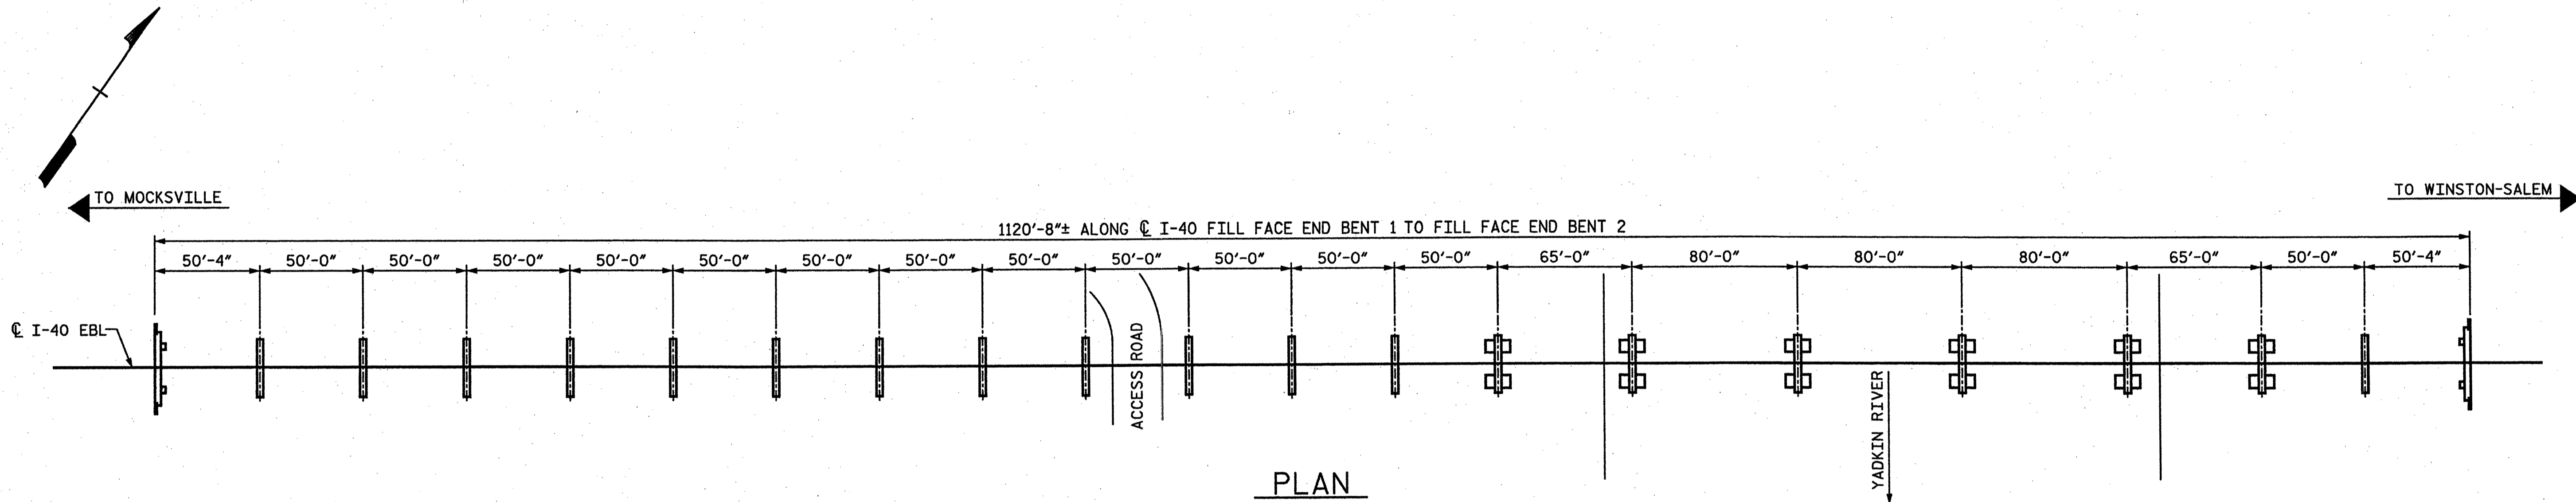 TO MOCKSVILLE
TO WINSTON-SALEM
1120'-8"± ALONG ℄ I-40 FILL FACE END BENT 1 TO FILL FACE END BENT 2
50'-4" 50'-0" 50'-0" 50'-0" 50'-0" 50'-0" 50'-0" 50'-0" 50'-0" 50'-0" 50'-0" 50'-0" 50'-0" 65'-0" 80'-0" 80'-0" 80'-0" 65'-0" 50'-0" 50'-4"
℄ I-40 EBL
ACCESS ROAD
YADKIN RIVER
PLAN